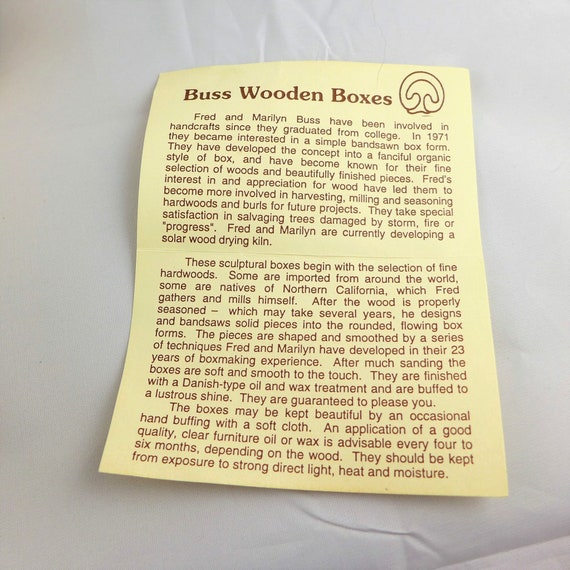 Buss Wooden Boxes
Fred and Marilyn Buss have been involved in
handcrafts since they graduated from college. In 1971
they became interested in a simple bandsawn box form.
They have developed the concept into a fanciful organic
style of box, and have become known for their fine
selection of woods and beautifully finished pieces. Fred's
interest in and appreciation for wood have led them to
become more involved in harvesting, milling and seasoning
hardwoods and burls for future projects. They take special
satisfaction in salvaging trees damaged by storm, fire or
"progress". Fred and Marilyn are currently developing a
solar wood drying kiln.
These sculptural boxes begin with the selection of fine
hardwoods. Some are imported from around the world,
some are natives of Northern California, which Fred
gathers and mills himself. After the wood is properly
seasoned – which may take several years, he designs
and bandsaws solid pieces into the rounded, flowing box
forms. The pieces are shaped and smoothed by a series
of techniques Fred and Marilyn have developed in their 23
years of boxmaking experience. After much sanding the
boxes are soft and smooth to the touch. They are finished
with a Danish-type oil and wax treatment and are buffed to
a lustrous shine. They are guaranteed to please you.
The boxes may be kept beautiful by an occasional
hand buffing with a soft cloth. An application of a good
quality, clear furniture oil or wax is advisable every four to
six months, depending on the wood. They should be kept
from exposure to strong direct light, heat and moisture.